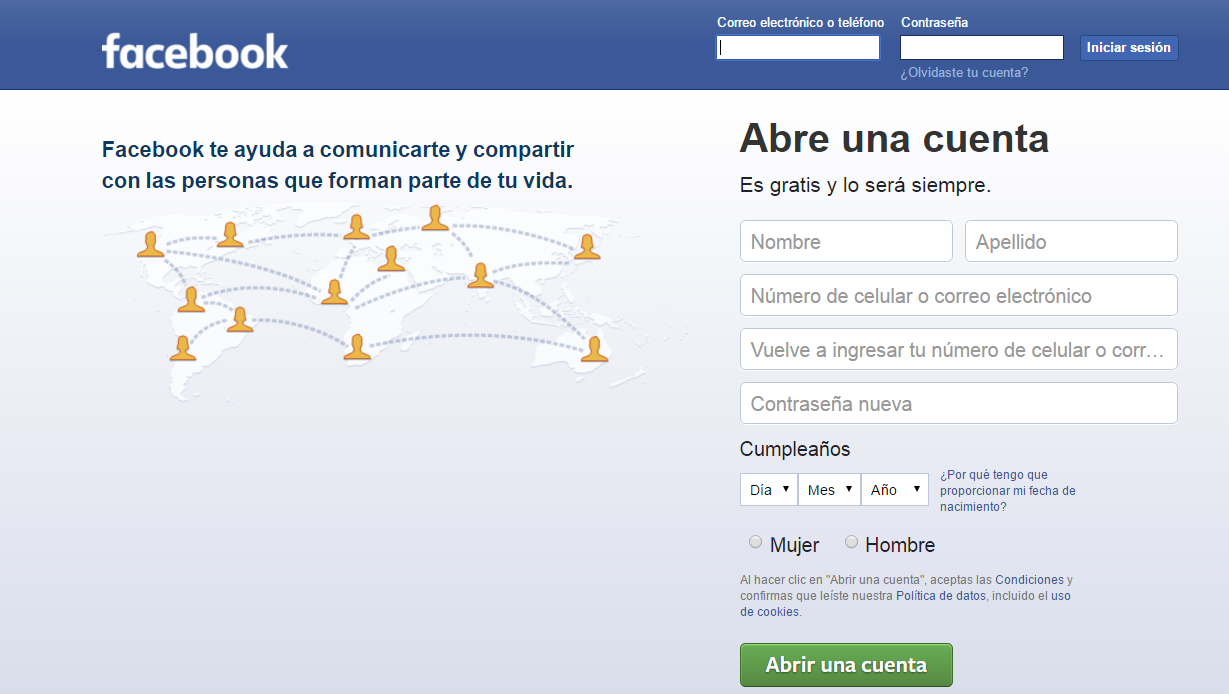 facebook
Correo electrónico o teléfono
Contraseña
Iniciar sesión
¿Olvidaste tu cuenta?
Facebook te ayuda a comunicarte y compartir
con las personas que forman parte de tu vida.
Abre una cuenta
Es gratis y lo será siempre.
Nombre
Apellido
Número de celular o correo electrónico
Vuelve a ingresar tu número de celular o corr…
Contraseña nueva
Cumpleaños
Día
Mes
Año
¿Por qué tengo que
proporcionar mi fecha de
nacimiento?
Mujer
Hombre
Al hacer clic en "Abrir una cuenta", aceptas las Condiciones y
confirmas que leíste nuestra Política de datos, incluido el uso
de cookies.
Abrir una cuenta